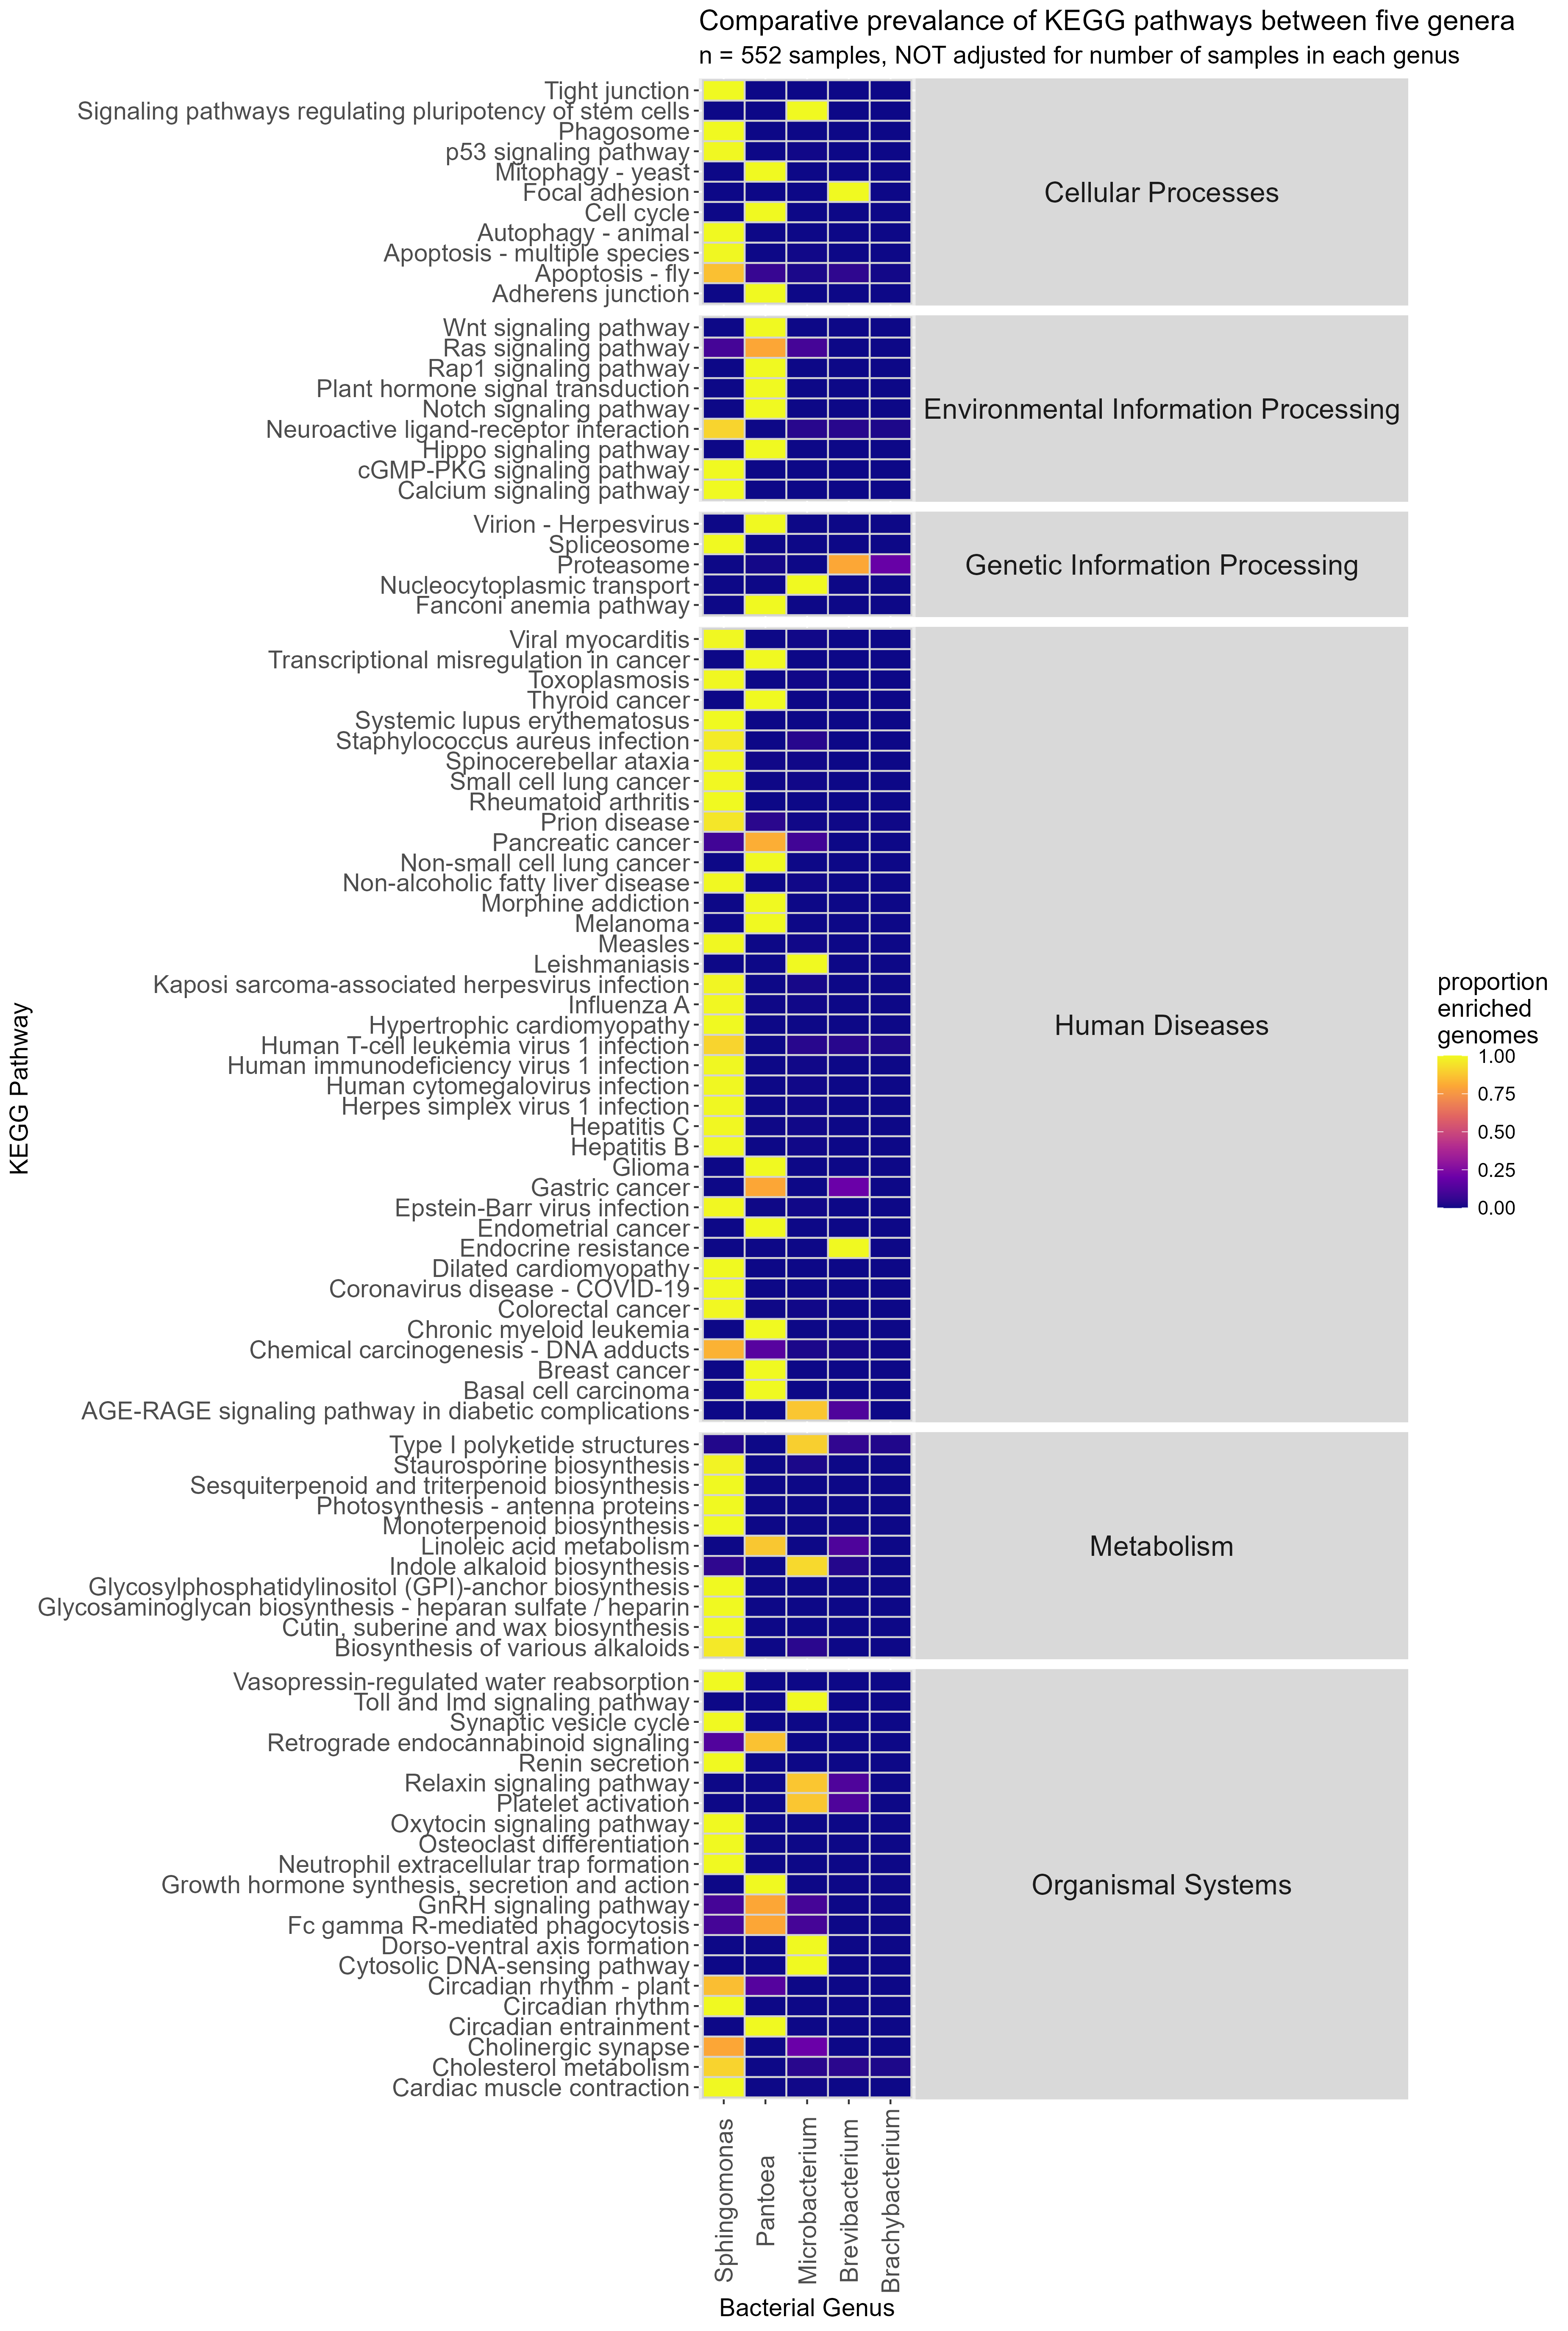 Comparative prevalance of KEGG pathways between five genera
n = 552 samples, NOT adjusted for number of samples in each genus
Tight junction
Signaling pathways regulating pluripotency of stem cells
Phagosome
p53 signaling pathway
Mitophagy - yeast
Focal adhesion
Cell cycle
Autophagy - animal
Apoptosis - multiple species
Apoptosis - fly
Adherens junction
Cellular Processes
Wnt signaling pathway
Ras signaling pathway
Rap1 signaling pathway
Plant hormone signal transduction
Notch signaling pathway
Neuroactive ligand-receptor interaction
Hippo signaling pathway
cGMP-PKG signaling pathway
Calcium signaling pathway
Environmental Information Processing
Virion - Herpesvirus
Spliceosome
Proteasome
Nucleocytoplasmic transport
Fanconi anemia pathway
Genetic Information Processing
Viral myocarditis
Transcriptional misregulation in cancer
Toxoplasmosis
Thyroid cancer
Systemic lupus erythematosus
Staphylococcus aureus infection
Spinocerebellar ataxia
Small cell lung cancer
Rheumatoid arthritis
Prion disease
Pancreatic cancer
Non-small cell lung cancer
Non-alcoholic fatty liver disease
Morphine addiction
Melanoma
Measles
Leishmaniasis
Kaposi sarcoma-associated herpesvirus infection
Influenza A
Hypertrophic cardiomyopathy
Human T-cell leukemia virus 1 infection
Human immunodeficiency virus 1 infection
Human cytomegalovirus infection
Herpes simplex virus 1 infection
Hepatitis C
Hepatitis B
Glioma
Gastric cancer
Epstein-Barr virus infection
Endometrial cancer
Endocrine resistance
Dilated cardiomyopathy
Coronavirus disease - COVID-19
Colorectal cancer
Chronic myeloid leukemia
Chemical carcinogenesis - DNA adducts
Breast cancer
Basal cell carcinoma
AGE-RAGE signaling pathway in diabetic complications
Human Diseases
Type I polyketide structures
Staurosporine biosynthesis
Sesquiterpenoid and triterpenoid biosynthesis
Photosynthesis - antenna proteins
Monoterpenoid biosynthesis
Linoleic acid metabolism
Indole alkaloid biosynthesis
Glycosylphosphatidylinositol (GPI)-anchor biosynthesis
Glycosaminoglycan biosynthesis - heparan sulfate / heparin
Cutin, suberine and wax biosynthesis
Biosynthesis of various alkaloids
Metabolism
Vasopressin-regulated water reabsorption
Toll and Imd signaling pathway
Synaptic vesicle cycle
Retrograde endocannabinoid signaling
Renin secretion
Relaxin signaling pathway
Platelet activation
Oxytocin signaling pathway
Osteoclast differentiation
Neutrophil extracellular trap formation
Growth hormone synthesis, secretion and action
GnRH signaling pathway
Fc gamma R-mediated phagocytosis
Dorso-ventral axis formation
Cytosolic DNA-sensing pathway
Circadian rhythm - plant
Circadian rhythm
Circadian entrainment
Cholinergic synapse
Cholesterol metabolism
Cardiac muscle contraction
Organismal Systems
KEGG Pathway
Sphingomonas
Pantoea
Microbacterium
Brevibacterium
Brachybacterium
Bacterial Genus
proportion
enriched
genomes
1.00
0.75
0.50
0.25
0.00